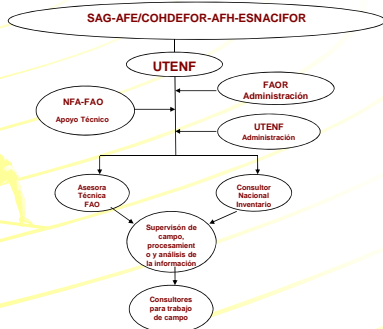 SAG-AFE/COHDEFOR-AFH-ESNACIFOR
UTENF
FAOR
Administración
NFA-FAO
Apoyo Técnico
UTENF
Administración
Asesora
Técnica
FAO
Consultor
Nacional
Inventario
Supervisón de
campo,
procesamient
o y análisis de
la información
Consultores
para trabajo
de campo